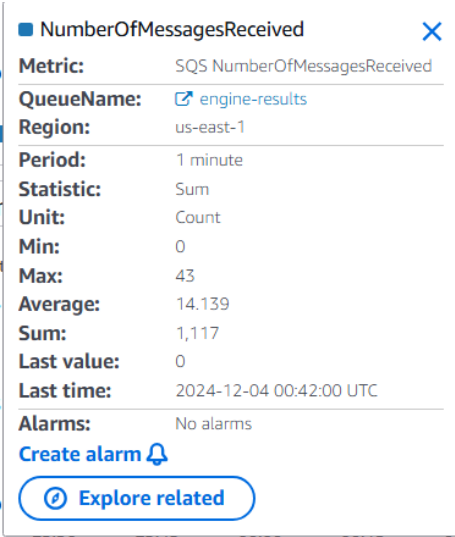 NumberOfMessagesReceived
Metric: SQS NumberOfMessagesReceived
QueueName: engine-results
Region: us-east-1
Period: 1 minute
Statistic: Sum
Unit: Count
Min: 0
Max: 43
Average: 14.139
Sum: 1,117
Last value: 0
Last time: 2024-12-04 00:42:00 UTC
Alarms: No alarms
Create alarm
Explore related